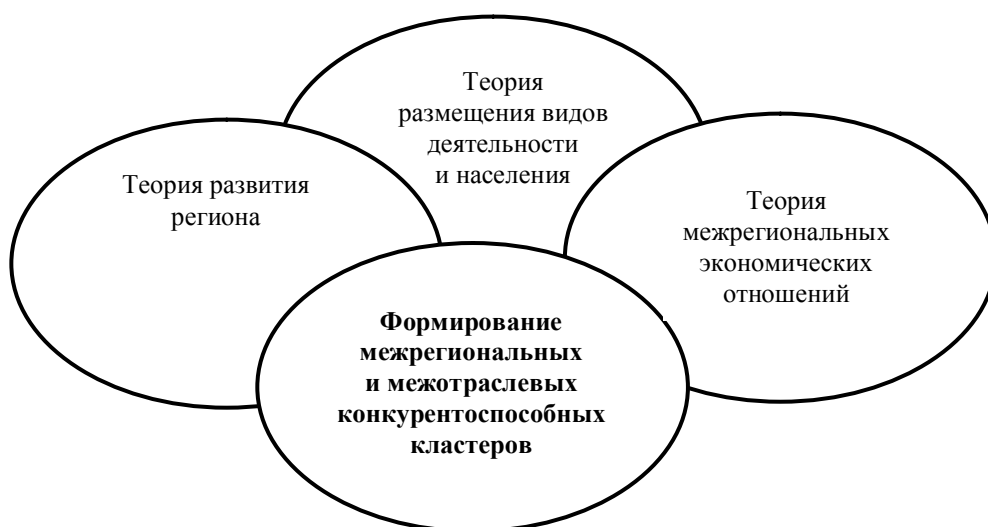 Теория
размещения видов
деятельности
и населения
Теория развития
региона
Теория
межрегиональных
экономических
отношений
Формирование
межрегиональных
и межотраслевых
конкурентоспособных
кластеров